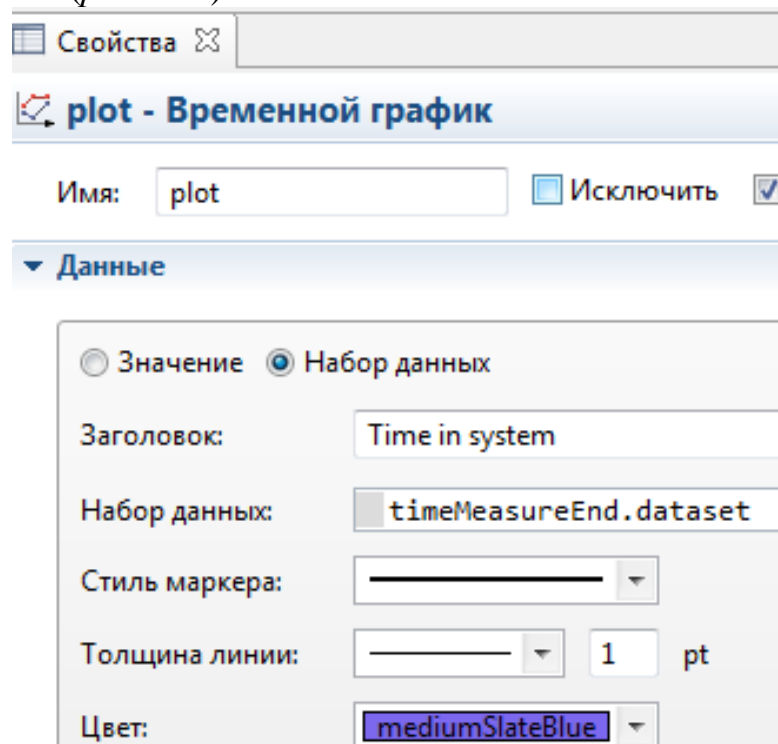 Свойства
plot - Временной график
Имя: plot Исключить
Данные
Значение Набор данных
Заголовок: Time in system
Набор данных: timeMeasureEnd.dataset
Стиль маркера:
Толщина линии: 1 pt
Цвет: mediumSlateBlue